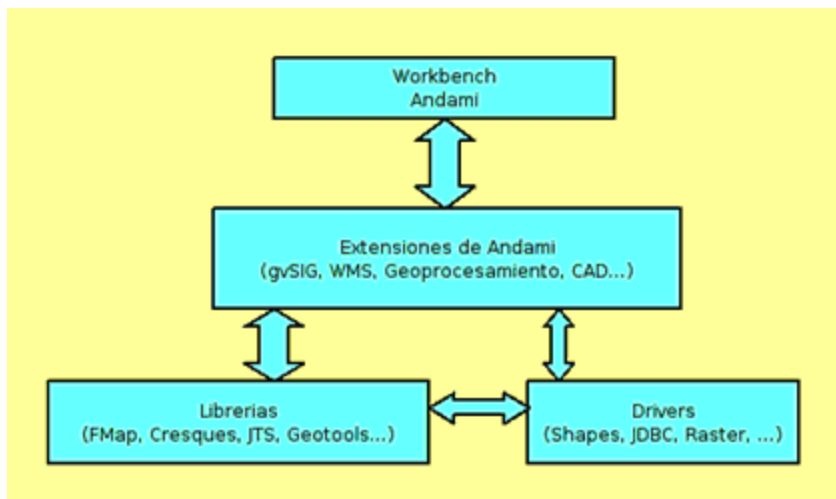 Workbench
Andami
Extensiones de Andami
(gvSIG, WMS, Geoprocesamiento, CAD...)
Librerias
(FMap, Cresques, JTS, Geotools...)
Drivers
(Shapes, JDBC, Raster, ...)